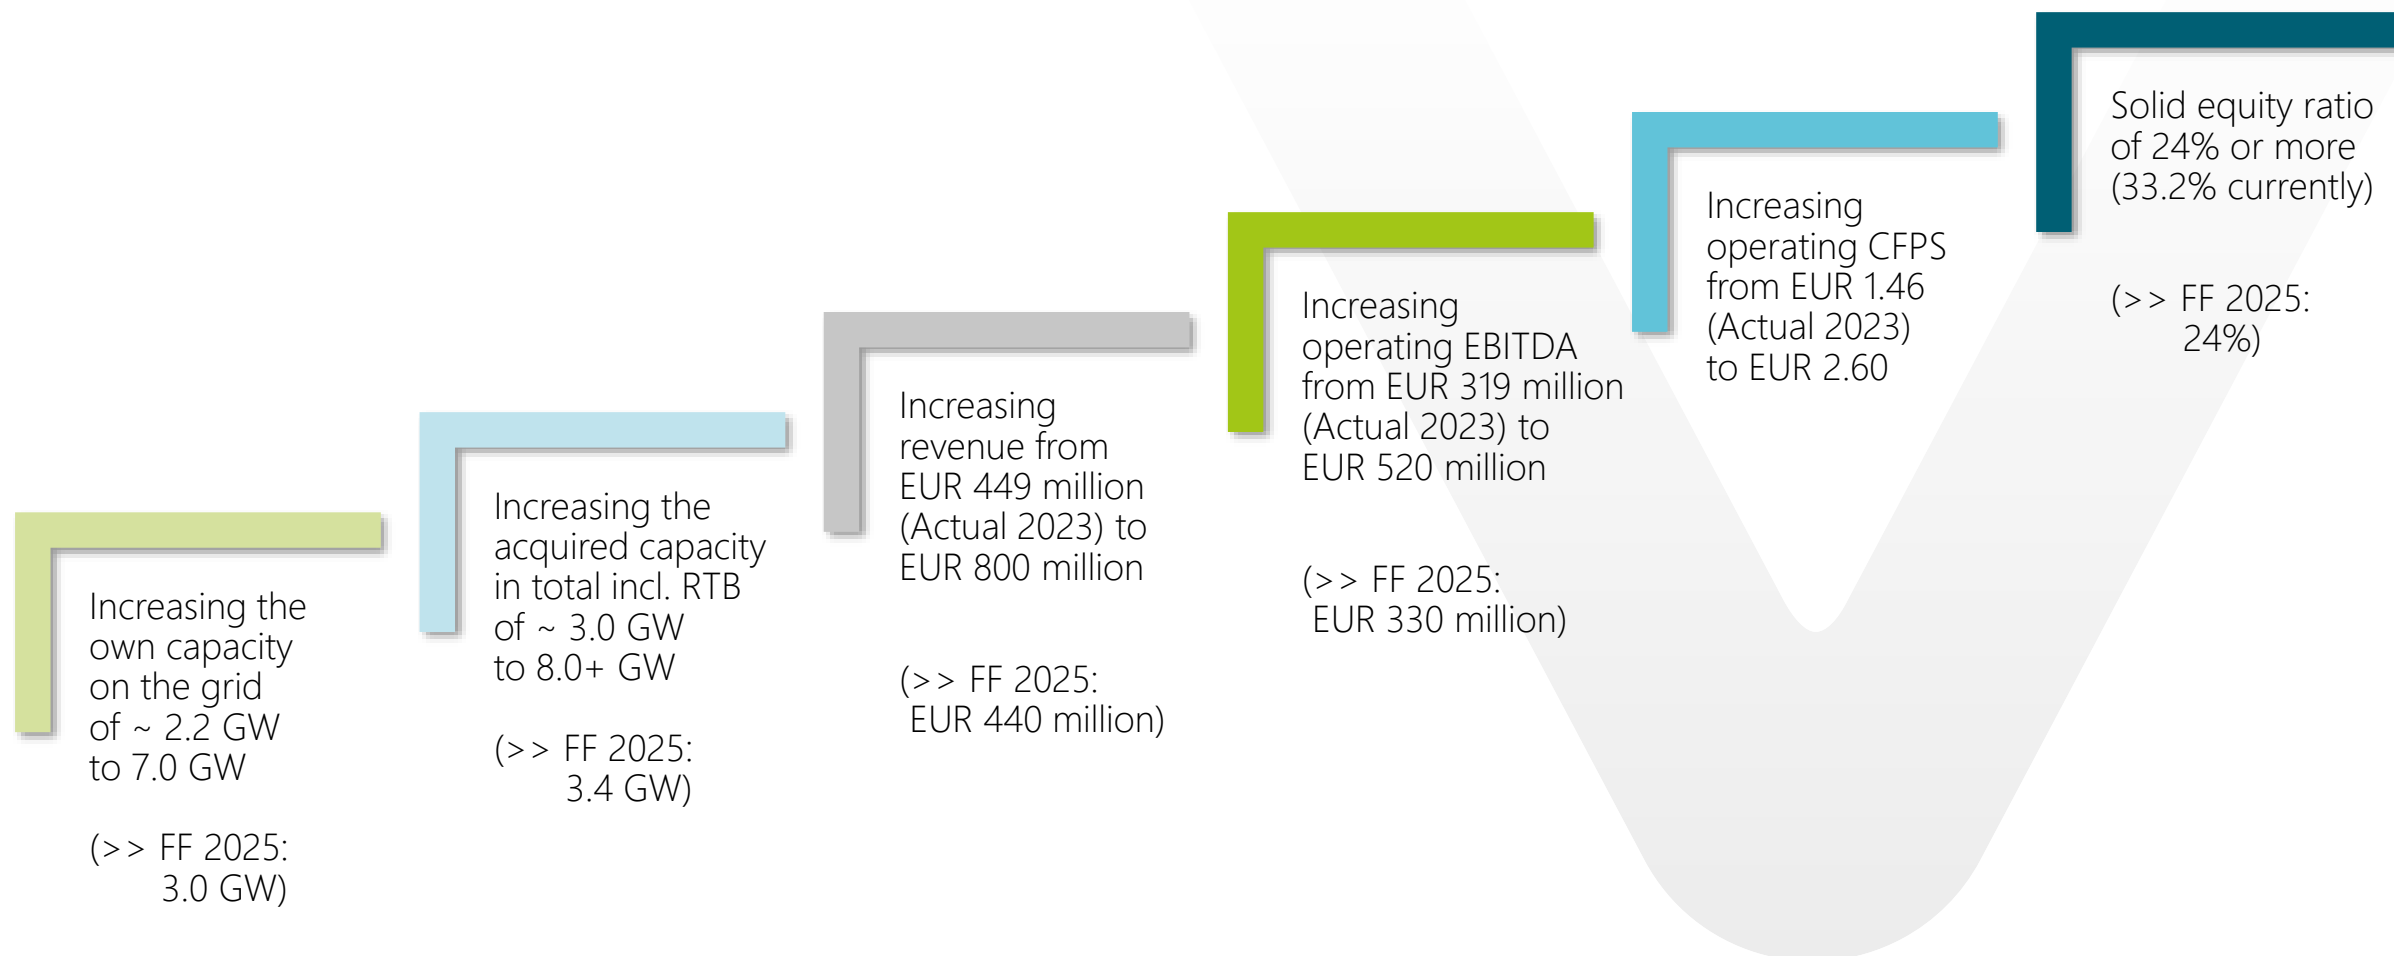 Increasing the
own capacity
on the grid
of ~ 2.2 GW
to 7.0 GW
(>> FF 2025:
3.0 GW)
Increasing the
acquired capacity
in total incl. RTB
of ~ 3.0 GW
to 8.0+ GW
(>> FF 2025:
3.4 GW)
Increasing
revenue from
EUR 449 million
(Actual 2023) to
EUR 800 million
(>> FF 2025:
EUR 440 million)
Increasing
operating EBITDA
from EUR 319 million
(Actual 2023) to
EUR 520 million
(>> FF 2025:
EUR 330 million)
Increasing
operating CFPS
from EUR 1.46
(Actual 2023)
to EUR 2.60
Solid equity ratio
of 24% or more
(33.2% currently)
(>> FF 2025:
24%)